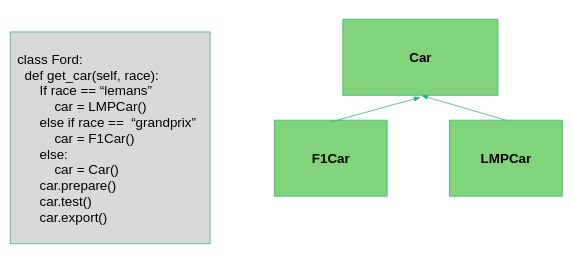 class Ford:
def get_car(self, race):
If race == “lemans”
car = LMPCar()
else if race ==  “grandprix”
car = F1Car()
else:
car = Car()
car.prepare()
car.test()
car.export()
Car
F1Car
LMPCar